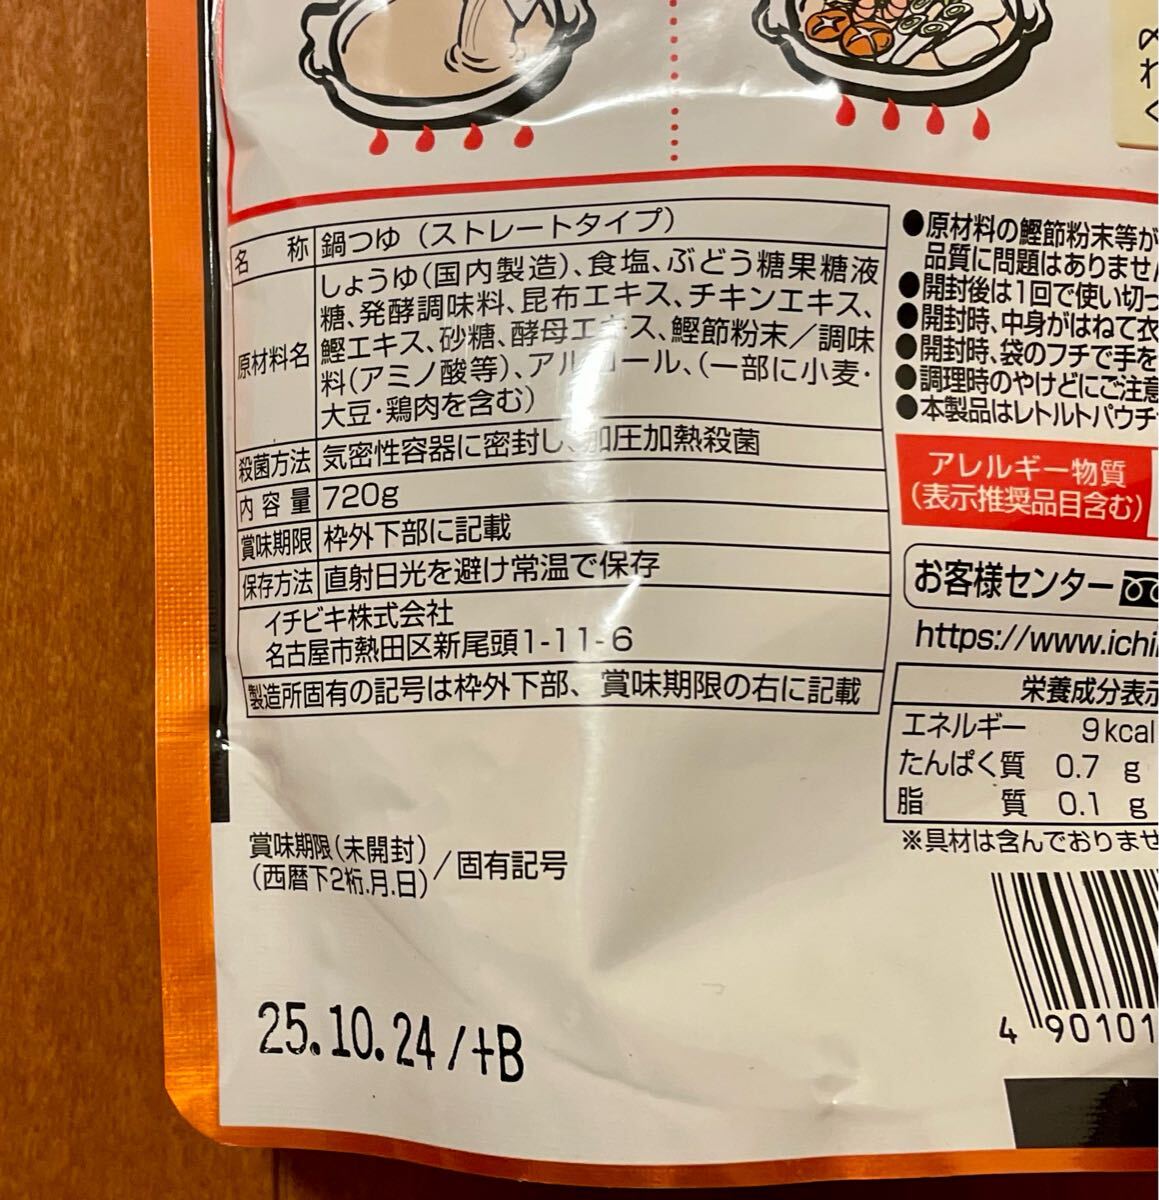 名称 鍋つゆ（ストレートタイプ）
原材料名 しょうゆ(国内製造)、食塩、ぶどう糖果糖液
糖、発酵調味料、昆布エキス、チキンエキス、
鰹エキス、砂糖、酵母エキス、鰹節粉末／調味
料(アミノ酸等)、アルコール、(一部に小麦・
大豆・鶏肉を含む)
殺菌方法 気密性容器に密封し、加圧加熱殺菌
内容量 720g
賞味期限 枠外下部に記載
保存方法 直射日光を避け常温で保存
イチビキ株式会社
名古屋市熱田区新尾頭1-11-6
製造所固有の記号は枠外下部、賞味期限の右に記載
賞味期限(未開封)
(西暦下2桁.月.日)/固有記号
25.10.24/+B
●原材料の鰹節粉末等が
品質に問題はありませ
●開封後は1回で使い切っ
●開封時、中身がはねて衣
●開封時、袋のフチで手を
●調理時のやけどにご注意
●本製品はレトルトパウチ
アレルギー物質
(表示推奨品目含む)
お客様センター
https://www.ichi
栄養成分表示
エネルギー 9kcal
たんぱく質 0.7 g
脂質 0.1 g
※具材は含んでおりませ
4 90101